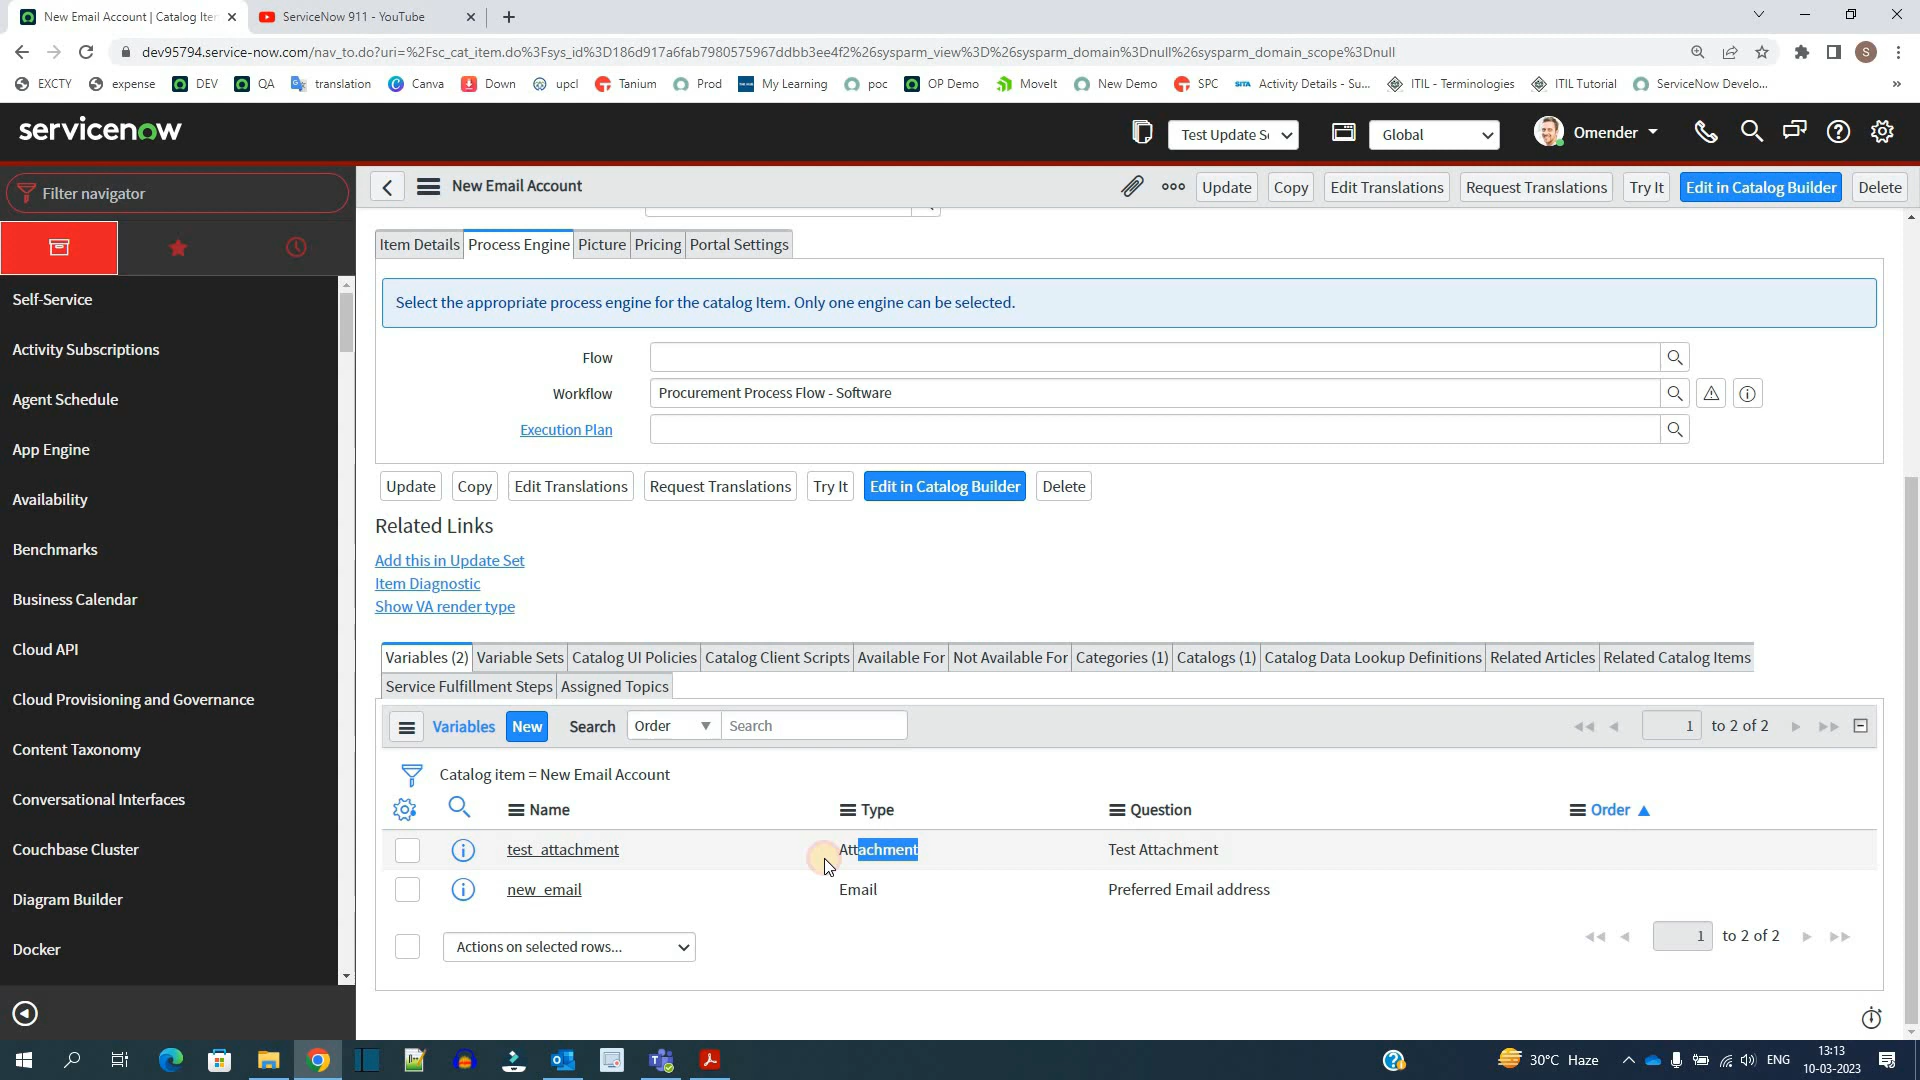 New Email Account | Catalog Iter
ServiceNow 911 - YouTube
dev95794.service-now.com/nav_to.do?uri=%2Fsc_cat_item.do%3Fsys_id%3D186d917a6fab7980575967ddbb3ee4f2%26sysparm_view%3D%26sysparm_domain%3Dnull%26sysparm_domain_scope%3Dnull
S
EXCTY expense DEV QA translation Canva Down upcl Tanium Prod My Learning poc OP Demo MoveIt New Demo SPC Activity Details - Su... ITIL - Terminologies ITIL Tutorial ServiceNow Develo... »
servicenow
Test Update Se
Global
Omender
Filter navigator
New Email Account
Update Copy Edit Translations Request Translations Try It Edit in Catalog Builder Delete
Self-Service
Activity Subscriptions
Agent Schedule
App Engine
Availability
Benchmarks
Business Calendar
Cloud API
Cloud Provisioning and Governance
Content Taxonomy
Conversational Interfaces
Couchbase Cluster
Diagram Builder
Docker
Item Details Process Engine Picture Pricing Portal Settings
Select the appropriate process engine for the catalog Item. Only one engine can be selected.
Flow
Workflow Procurement Process Flow - Software
Execution Plan
Update Copy Edit Translations Request Translations Try It Edit in Catalog Builder Delete
Related Links
Add this in Update Set
Item Diagnostic
Show VA render type
Variables (2) Variable Sets Catalog UI Policies Catalog Client Scripts Available For Not Available For Categories (1) Catalogs (1) Catalog Data Lookup Definitions Related Articles Related Catalog Items
Service Fulfillment Steps Assigned Topics
Variables New Search Order Search 1 to 2 of 2
Catalog item = New Email Account
Name Type Question Order
test_attachment Attachment Test Attachment
new_email Email Preferred Email address
Actions on selected rows... 1 to 2 of 2
30°C Haze ENG 13:13
10-03-2023